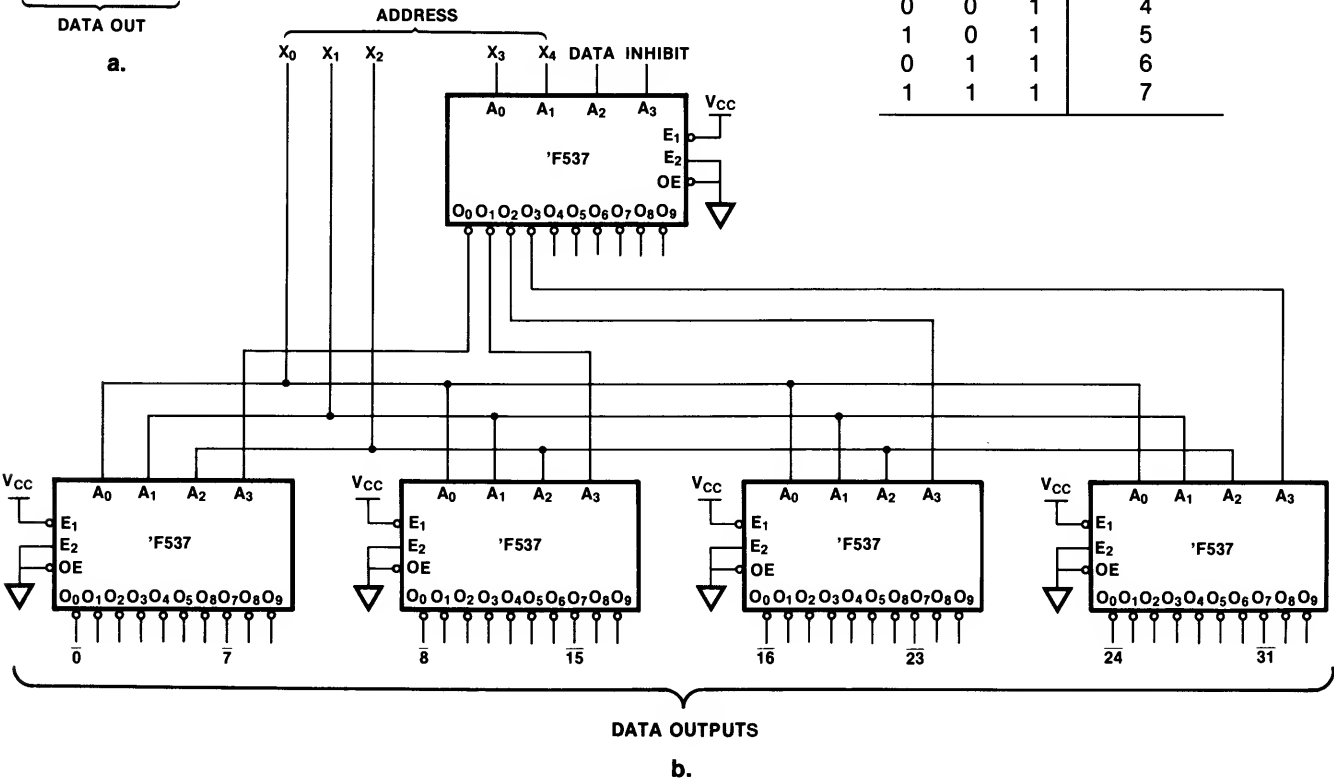 DATA OUT
a.
ADDRESS
X0 X1 X2 X3 X4 DATA INHIBIT
0 0 1 4
1 0 1 5
0 1 1 6
1 1 1 7
A0 A1 A2 A3
VCC
E1
'F537
E2
OE
O0 O1 O2 O3 O4 O5 O6 O7 O8 O9
VCC
A0 A1 A2 A3
E1
'F537
E2
OE
O0 O1 O2 O3 O4 O5 O8 O7 O8 O9
0 7
VCC
A0 A1 A2 A3
E1
'F537
E2
OE
O0 O1 O2 O3 O4 O5 O6 O7 O8 O9
8 15
VCC
A0 A1 A2 A3
E1
'F537
E2
OE
O0 O1 O2 O3 O4 O5 O8 O7 O8 O9
16 23
VCC
A0 A1 A2 A3
E1
'F537
E2
OE
O0 O1 O2 O3 O4 O5 O6 O7 O8 O9
24 31
DATA OUTPUTS
b.